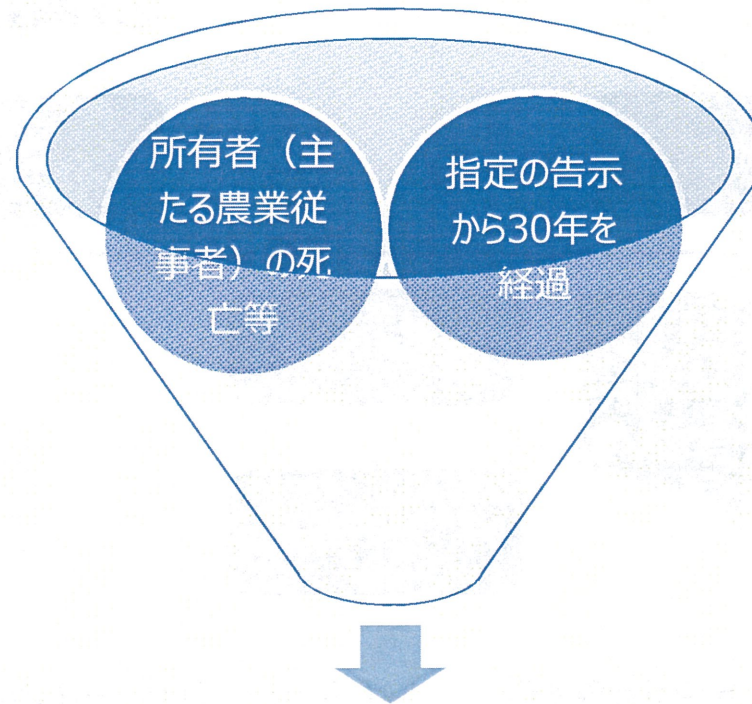 所有者（主
たる農業従
事者）の死
亡等
指定の告示
から30年を
経過